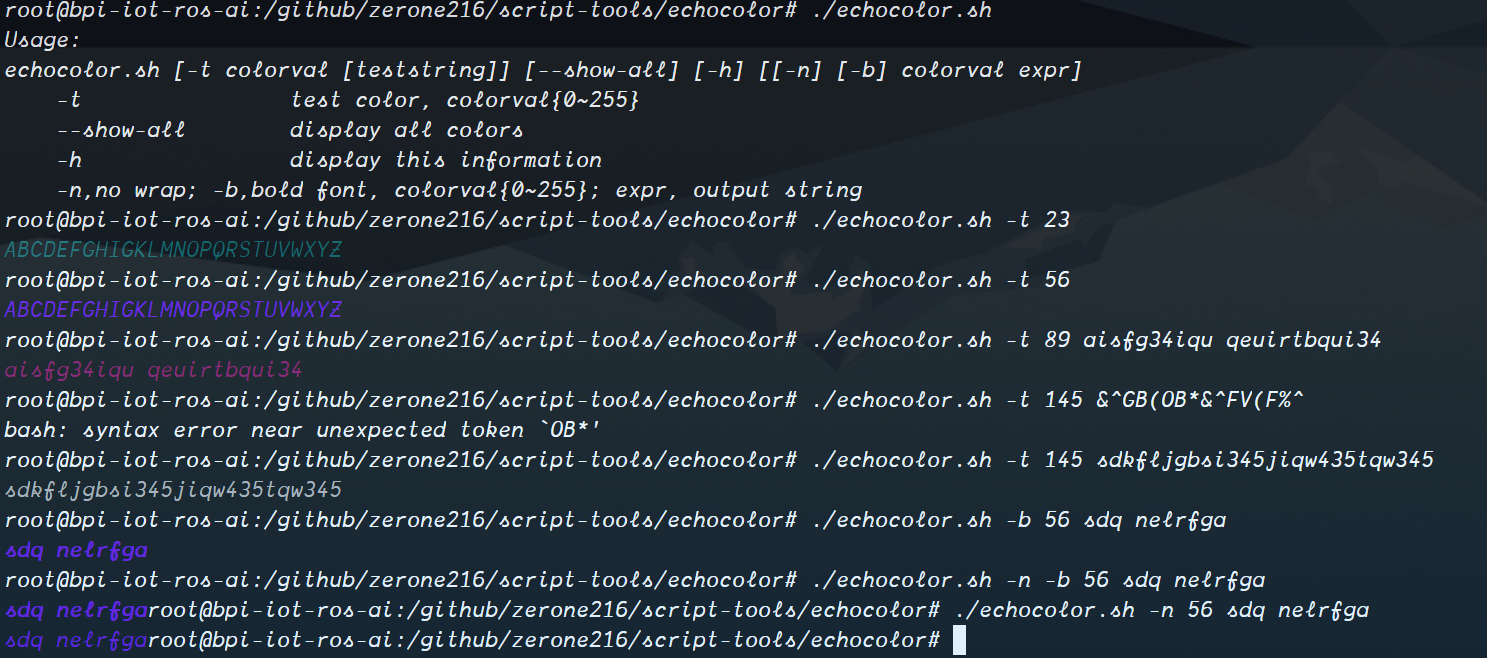 root@bpi-iot-ros-ai:/github/zerone216/script-tools/echocolor# ./echocolor.sh
Usage:
echocolor.sh [-t colorval [teststring]] [--show-all] [-h] [[-n] [-b] colorval expr]
    -t                test color, colorval{0~255}
    --show-all        display all colors
    -h                display this information
    -n,no wrap; -b,bold font, colorval{0~255}; expr, output string
root@bpi-iot-ros-ai:/github/zerone216/script-tools/echocolor# ./echocolor.sh -t 23
ABCDEFGHIGKLMNOPQRSTUVWXYZ
root@bpi-iot-ros-ai:/github/zerone216/script-tools/echocolor# ./echocolor.sh -t 56
ABCDEFGHIGKLMNOPQRSTUVWXYZ
root@bpi-iot-ros-ai:/github/zerone216/script-tools/echocolor# ./echocolor.sh -t 89 aisfg34iqu qeuirtbqui34
aisfg34iqu qeuirtbqui34
root@bpi-iot-ros-ai:/github/zerone216/script-tools/echocolor# ./echocolor.sh -t 145 &^GB(OB*&^FV(F%^
bash: syntax error near unexpected token `OB*'
root@bpi-iot-ros-ai:/github/zerone216/script-tools/echocolor# ./echocolor.sh -t 145 sdkfljgbsi345jiqw435tqw345
sdkfljgbsi345jiqw435tqw345
root@bpi-iot-ros-ai:/github/zerone216/script-tools/echocolor# ./echocolor.sh -b 56 sdq nelrfga
sdq nelrfga
root@bpi-iot-ros-ai:/github/zerone216/script-tools/echocolor# ./echocolor.sh -n -b 56 sdq nelrfga
sdq nelrfgaroot@bpi-iot-ros-ai:/github/zerone216/script-tools/echocolor# ./echocolor.sh -n 56 sdq nelrfga
sdq nelrfgaroot@bpi-iot-ros-ai:/github/zerone216/script-tools/echocolor#